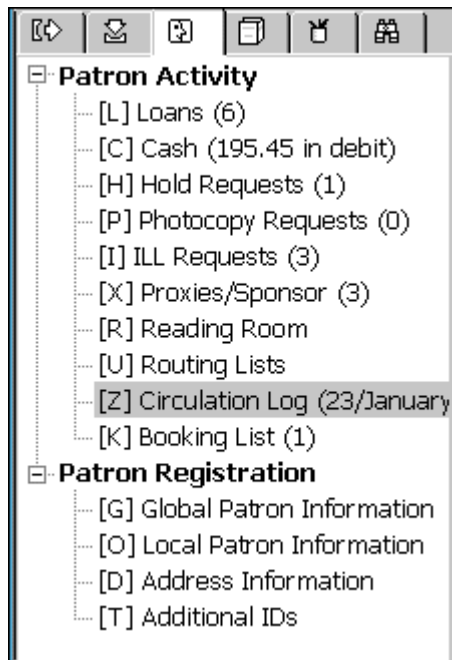 Patron Activity
[L] Loans (6)
[C] Cash (195.45 in debit)
[H] Hold Requests (1)
[P] Photocopy Requests (0)
[I] ILL Requests (3)
[X] Proxies/Sponsor (3)
[R] Reading Room
[U] Routing Lists
[Z] Circulation Log (23/January
[K] Booking List (1)
Patron Registration
[G] Global Patron Information
[O] Local Patron Information
[D] Address Information
[T] Additional IDs